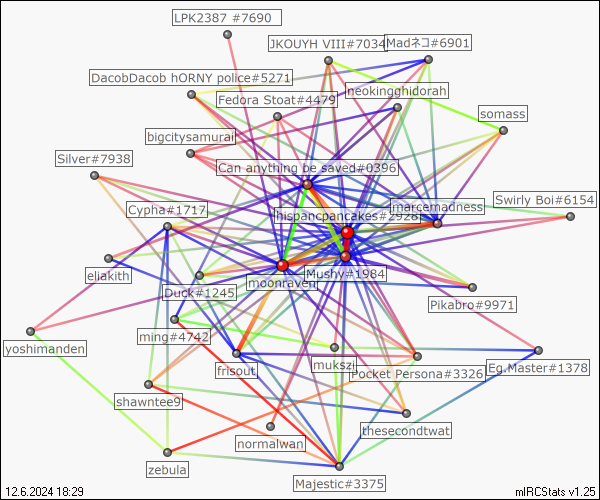 LPK2387 #7690
JKOUYH VIII#7034
Madネコ#6901
DacobDacob hORNY police#5271
neokingghidorah
Fedora Stoat#4479
somass
bigcitysamurai
Silver#7938
Can anything be saved#0396
Swirly Boi#6154
Cypha#1717
marcemadness
hispancpancakes#2926
eliakith
Mushy#1984
moonraven
Duck#1245
Pikabro#9971
ming#4742
yoshimanden
mukszi
Pocket Persona#3326
Eg.Master#1378
frisout
shawntee9
thesecondtwat
normalwan
zebula
Majestic#3375
12.6.2024 18:29
mIRCStats v1.25